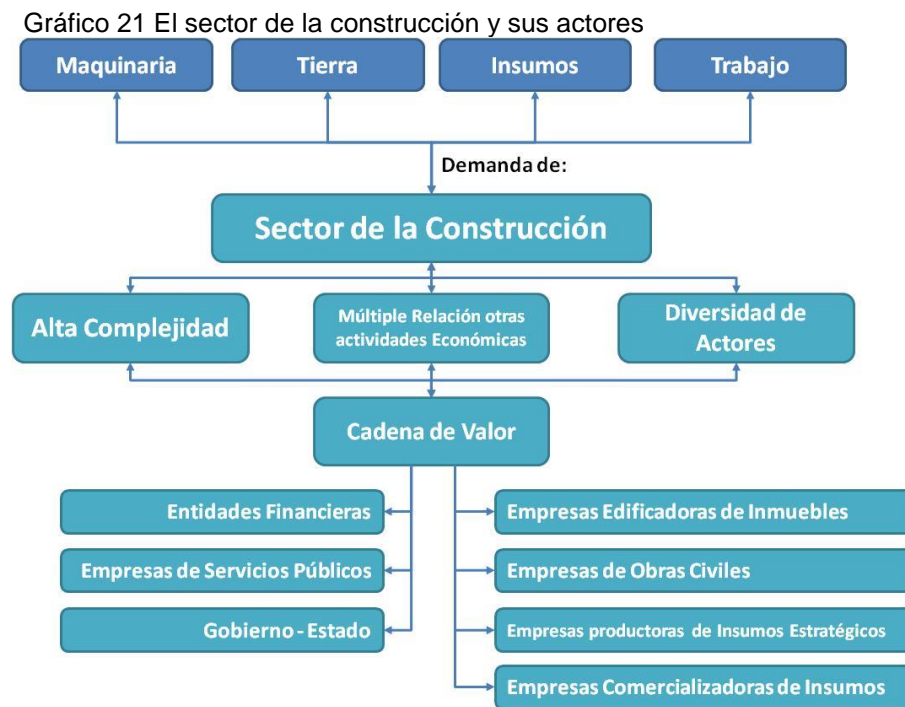 Gráfico 21 El sector de la construcción y sus actores
Maquinaria
Tierra
Insumos
Trabajo
Demanda de:
Sector de la Construcción
Alta Complejidad
Múltiple Relación otras
actividades Económicas
Diversidad de
Actores
Cadena de Valor
Entidades Financieras
Empresas de Servicios Públicos
Gobierno - Estado
Empresas Edificadoras de Inmuebles
Empresas de Obras Civiles
Empresas productoras de Insumos Estratégicos
Empresas Comercializadoras de Insumos